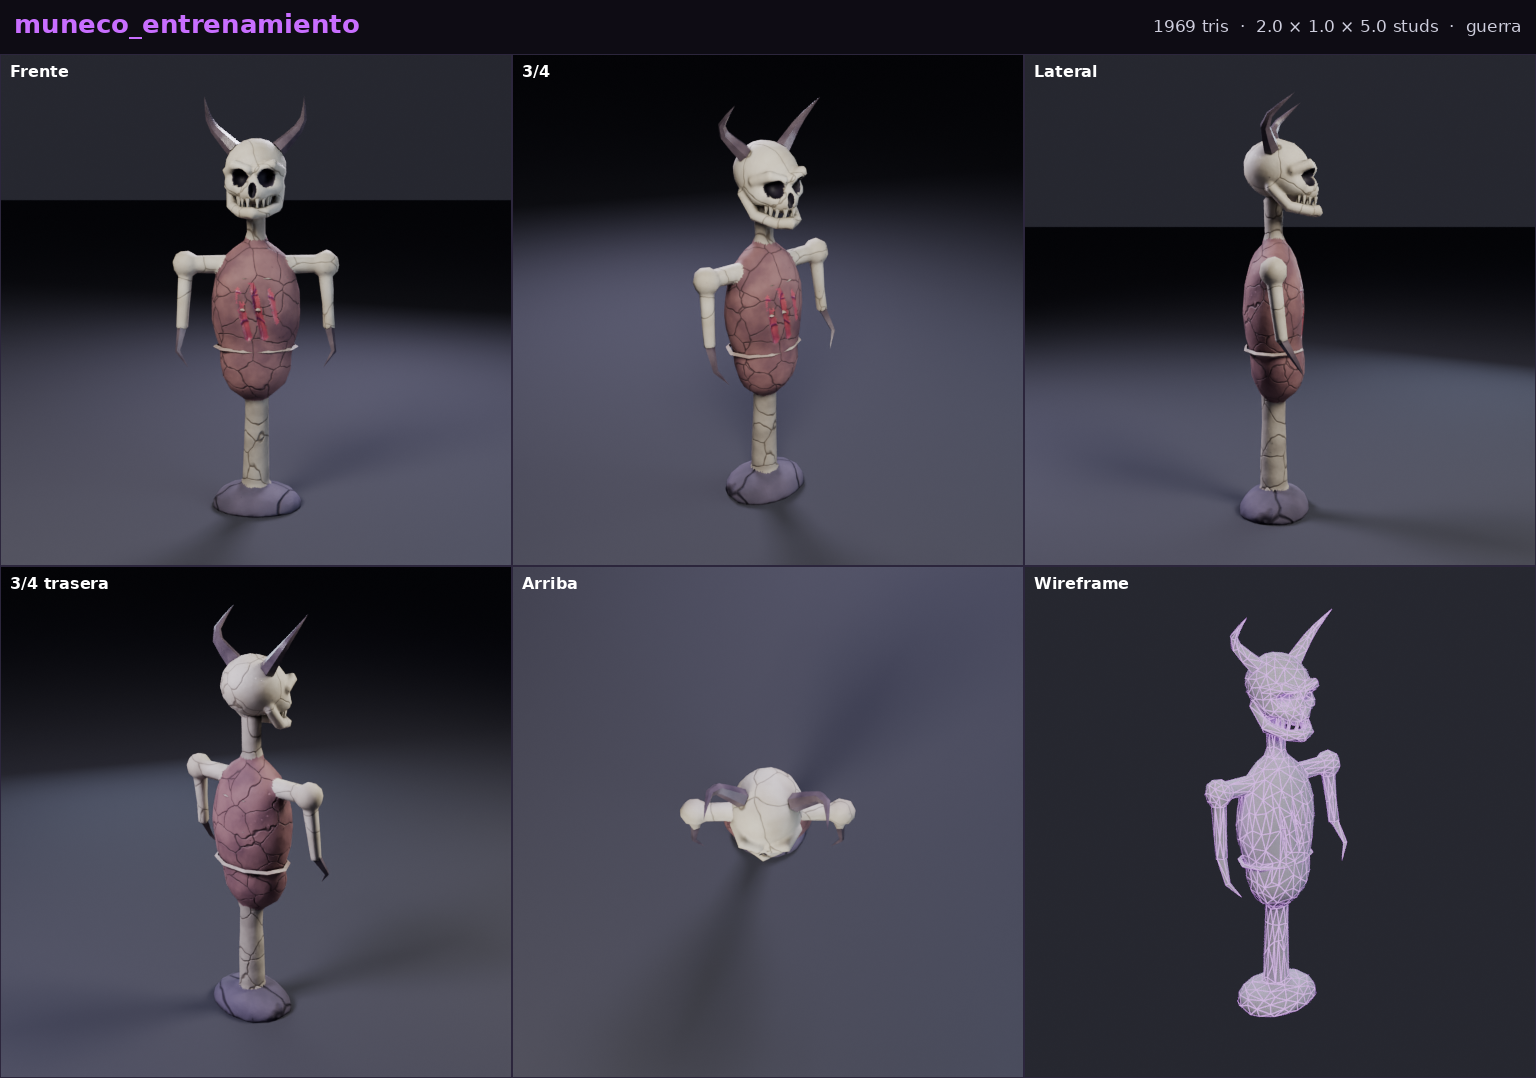 muneco_entrenamiento
1969 tris · 2.0 × 1.0 × 5.0 studs · guerra
Frente
3/4
Lateral
3/4 trasera
Arriba
Wireframe